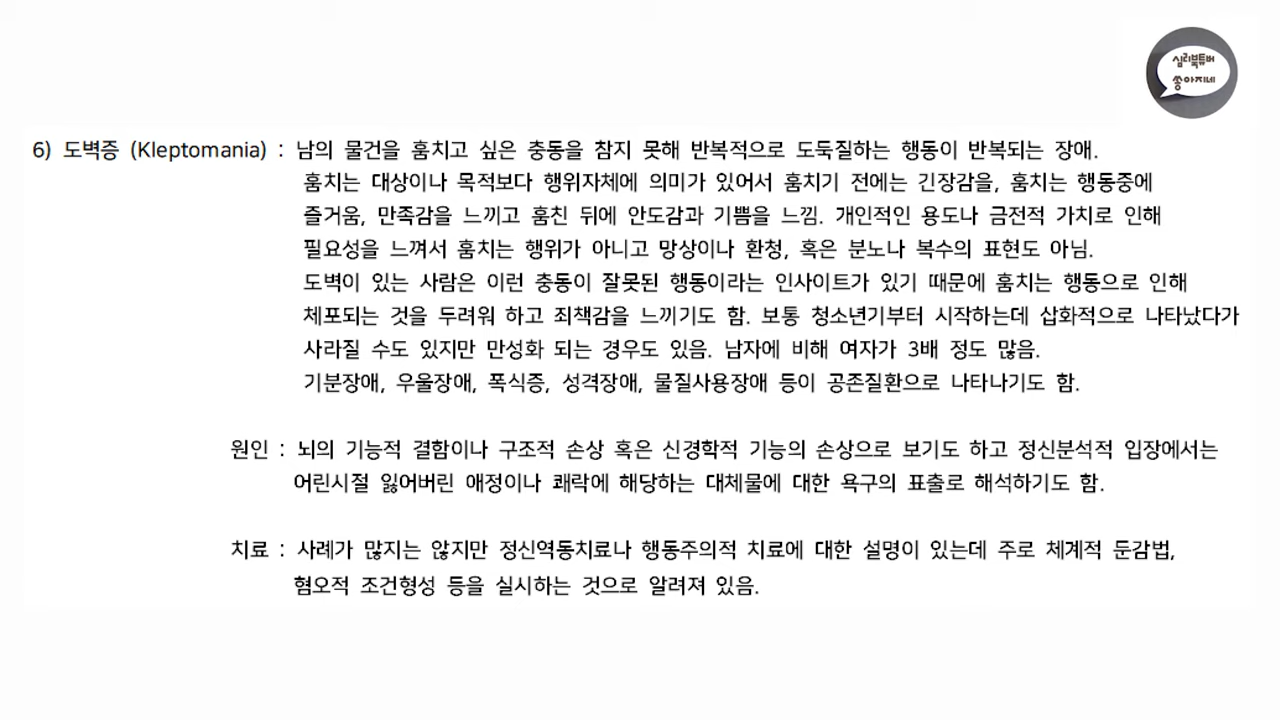 심리북튜버
쏭아지네
6) 도벽증 (Kleptomania) : 남의 물건을 훔치고 싶은 충동을 참지 못해 반복적으로 도둑질하는 행동이 반복되는 장애.
훔치는 대상이나 목적보다 행위자체에 의미가 있어서 훔치기 전에는 긴장감을, 훔치는 행동중에
즐거움, 만족감을 느끼고 훔친 뒤에 안도감과 기쁨을 느낌. 개인적인 용도나 금전적 가치로 인해
필요성을 느껴서 훔치는 행위가 아니고 망상이나 환청, 혹은 분노나 복수의 표현도 아님.
도벽이 있는 사람은 이런 충동이 잘못된 행동이라는 인사이트가 있기 때문에 훔치는 행동으로 인해
체포되는 것을 두려워 하고 죄책감을 느끼기도 함. 보통 청소년기부터 시작하는데 삽화적으로 나타났다가
사라질 수도 있지만 만성화 되는 경우도 있음. 남자에 비해 여자가 3배 정도 많음.
기분장애, 우울장애, 폭식증, 성격장애, 물질사용장애 등이 공존질환으로 나타나기도 함.
원인 : 뇌의 기능적 결함이나 구조적 손상 혹은 신경학적 기능의 손상으로 보기도 하고 정신분석적 입장에서는
어린시절 잃어버린 애정이나 쾌락에 해당하는 대체물에 대한 욕구의 표출로 해석하기도 함.
치료 : 사례가 많지는 않지만 정신역동치료나 행동주의적 치료에 대한 설명이 있는데 주로 체계적 둔감법,
혐오적 조건형성 등을 실시하는 것으로 알려져 있음.